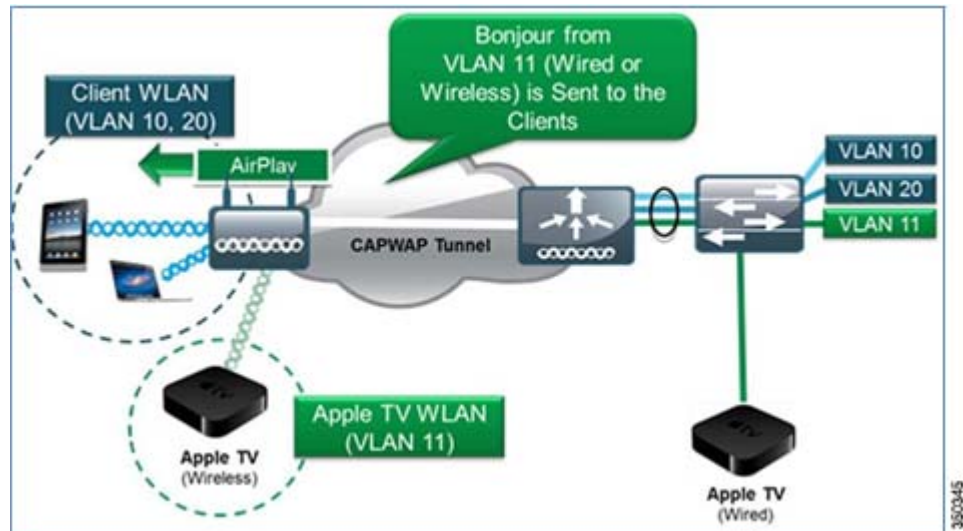 Bonjour from
VLAN 11 (Wired or
Wireless) is Sent to the
Clients
Client WLAN
(VLAN 10, 20)
AirPlay
VLAN 10
VLAN 20
VLAN 11
CAPWAP Tunnel
tv
Apple TV WLAN
(VLAN 11)
Apple TV
(Wireless)
tv
Apple TV
(Wired)
350345